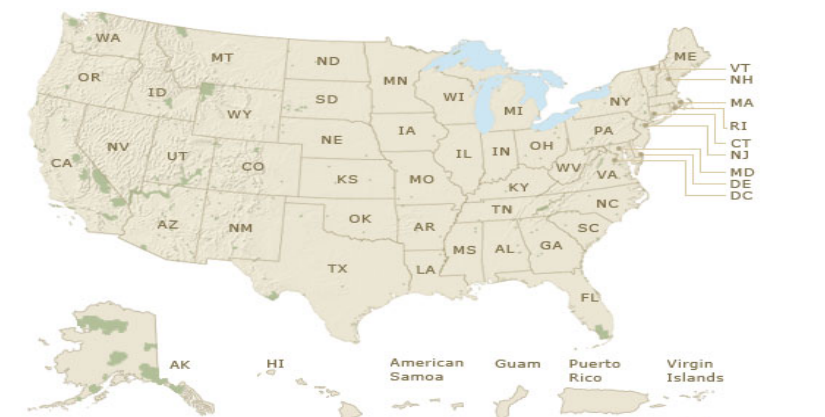 WA
MT
ND
MN
ME
VT
NH
OR
ID
WY
SD
WI
MI
NY
MA
RI
CT
NJ
MD
DE
DC
NV
UT
CO
NE
IA
IL
IN
OH
PA
CA
KS
MO
KY
WV
VA
AZ
NM
OK
AR
TN
NC
TX
LA
MS
AL
GA
SC
FL
AK
HI
American
Samoa
Guam
Puerto
Rico
Virgin
Islands